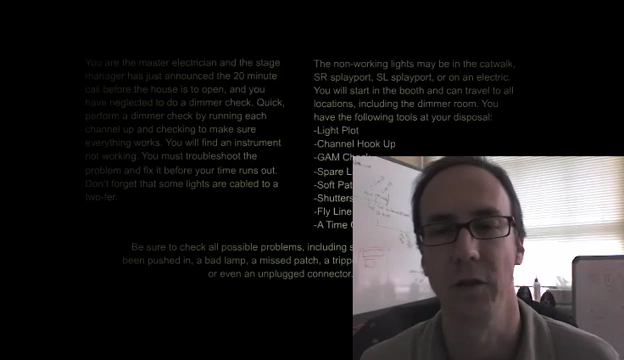 You are the master electrician and the stage
manager has just announced the 20 minute
call before the house is to open, and you
have neglected to do a dimmer check. Quick,
perform a dimmer check by running each
channel up and checking to make sure
everything works. You will find an instrument
not working. You must troubleshoot the
problem and fix it before your time runs out.
Don't forget that some lights are cabled to a
two-fer.
The non-working lights may be in the catwalk,
SR splayport, SL splayport, or on an electric.
You will start in the booth and can travel to all
locations, including the dimmer room. You
have the following tools at your disposal:
-Light Plot
-Channel Hook Up
-GAM
-Spare
-Soft
-Shutters
-Fly Line
-A Time
Be sure to check all possible problems, including
been pushed in, a bad lamp, a missed patch, a
or even an unplugged connector.